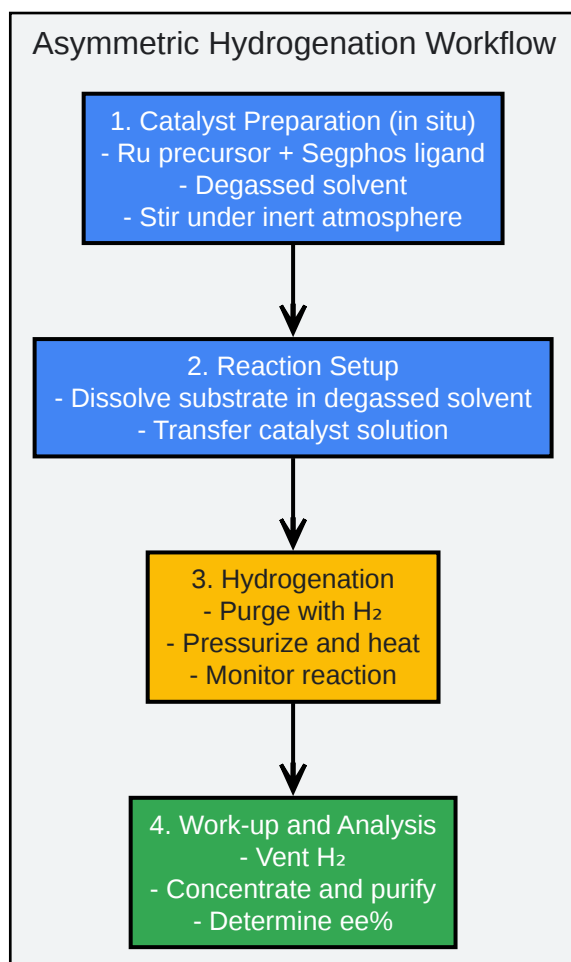 Asymmetric Hydrogenation Workflow
1. Catalyst Preparation (in situ)
- Ru precursor + Segphos ligand
- Degassed solvent
- Stir under inert atmosphere
2. Reaction Setup
- Dissolve substrate in degassed solvent
- Transfer catalyst solution
3. Hydrogenation
- Purge with H₂
- Pressurize and heat
- Monitor reaction
4. Work-up and Analysis
- Vent H₂
- Concentrate and purify
- Determine ee%